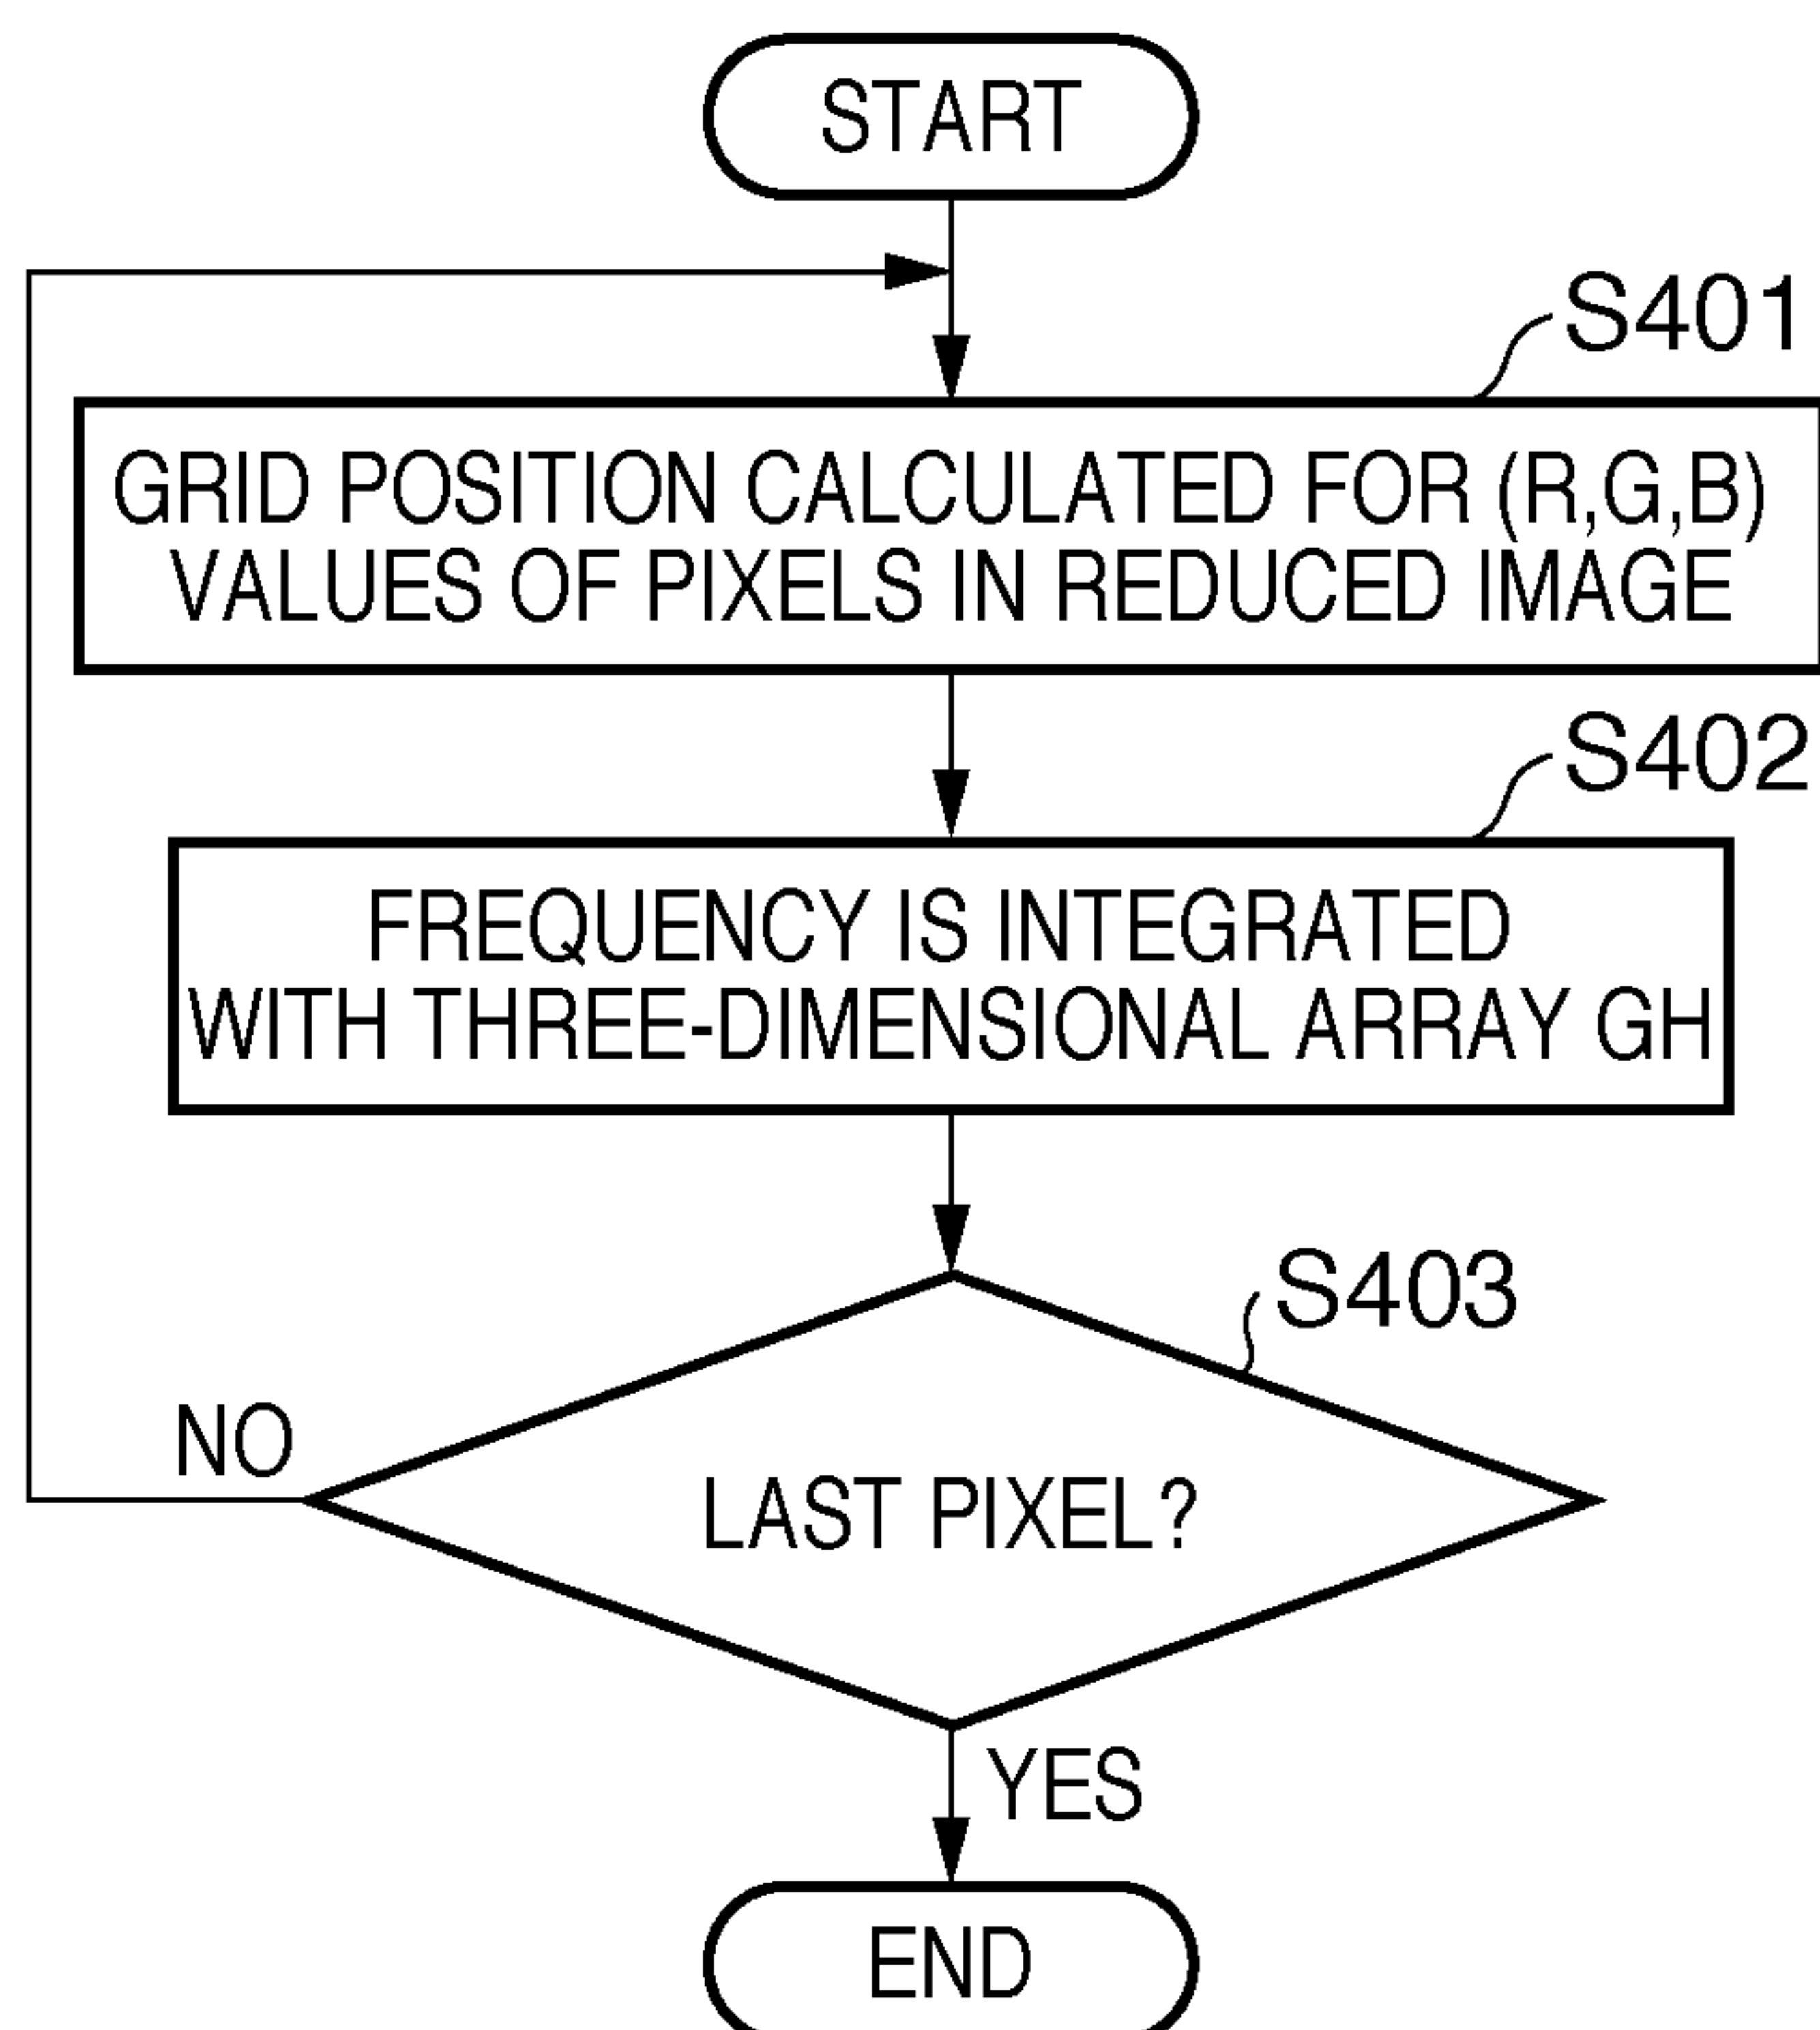 START
S401
GRID POSITION CALCULATED FOR (R,G,B)
VALUES OF PIXELS IN REDUCED IMAGE
S402
FREQUENCY IS INTEGRATED
WITH THREE-DIMENSIONAL ARRAY GH
S403
NO
LAST PIXEL?
YES
END